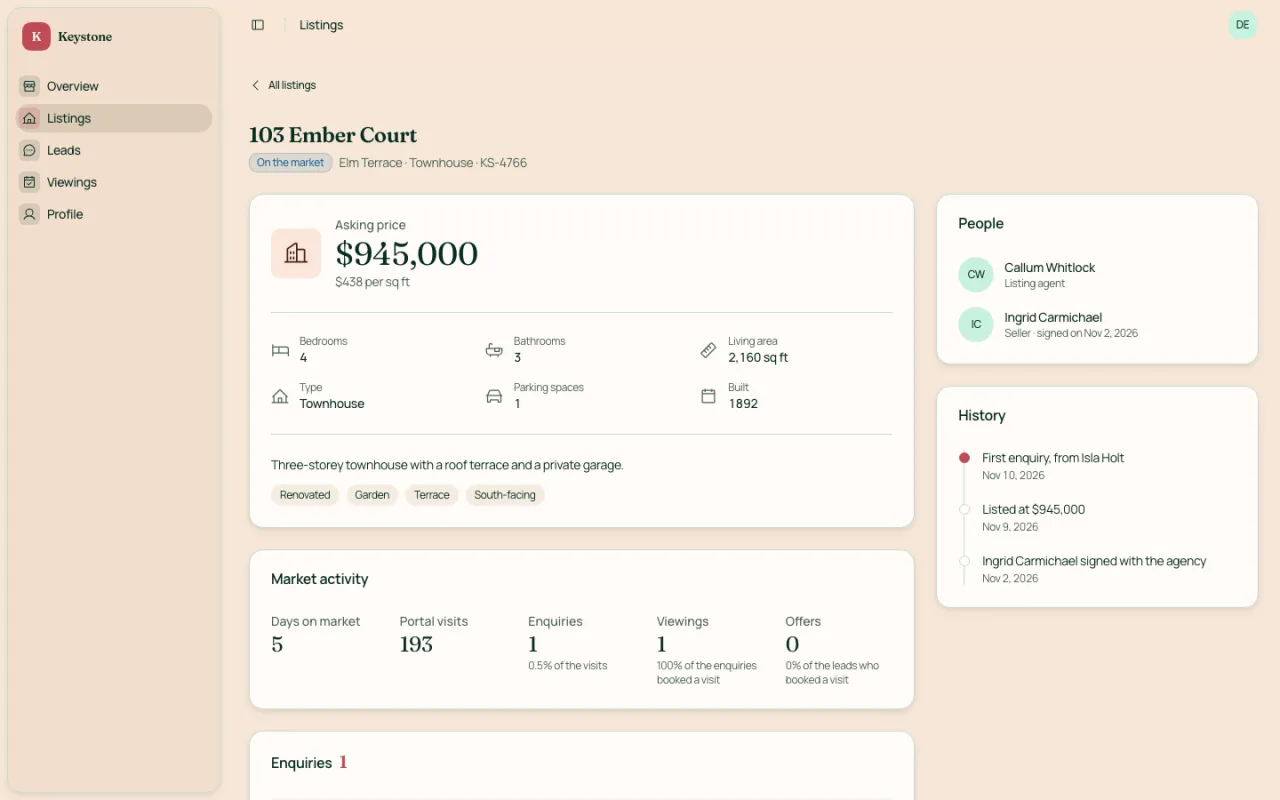 K Keystone
Overview
Listings
Leads
Viewings
Profile
Listings
DE
All listings
103 Ember Court
On the market Elm Terrace · Townhouse · KS-4766
Asking price
$945,000
$438 per sq ft
Bedrooms
4
Bathrooms
3
Living area
2,160 sq ft
Type
Townhouse
Parking spaces
1
Built
1892
Three-storey townhouse with a roof terrace and a private garage.
Renovated Garden Terrace South-facing
Market activity
Days on market
5
Portal visits
193
Enquiries
1
0.5% of the visits
Viewings
1
100% of the enquiries
booked a visit
Offers
0
0% of the leads who
booked a visit
Enquiries 1
People
CW
Callum Whitlock
Listing agent
IC
Ingrid Carmichael
Seller · signed on Nov 2, 2026
History
First enquiry, from Isla Holt
Nov 10, 2026
Listed at $945,000
Nov 9, 2026
Ingrid Carmichael signed with the agency
Nov 2, 2026